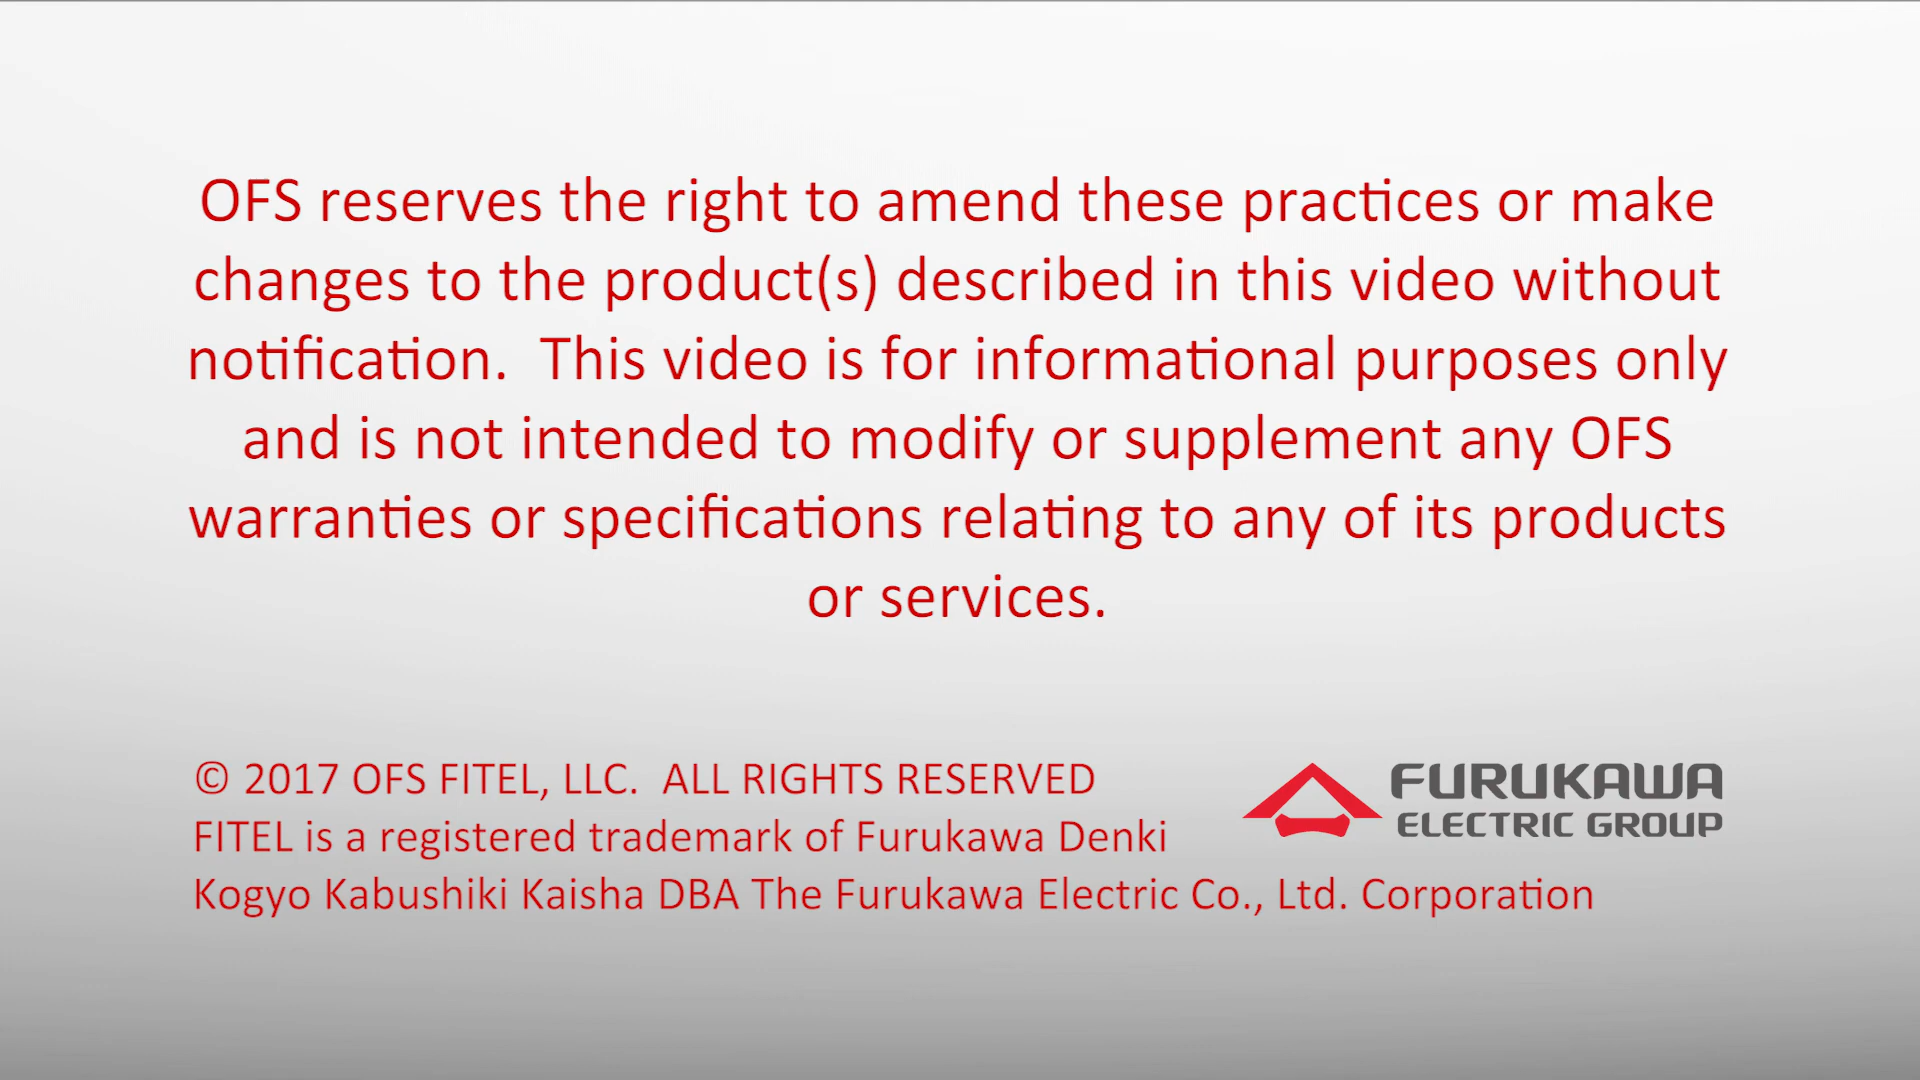 OFS reserves the right to amend these practices or make
changes to the product(s) described in this video without
notification.  This video is for informational purposes only
and is not intended to modify or supplement any OFS
warranties or specifications relating to any of its products
or services.
© 2017 OFS FITEL, LLC.  ALL RIGHTS RESERVED
FITEL is a registered trademark of Furukawa Denki
Kogyo Kabushiki Kaisha DBA The Furukawa Electric Co., Ltd. Corporation
FURUKAWA
ELECTRIC GROUP